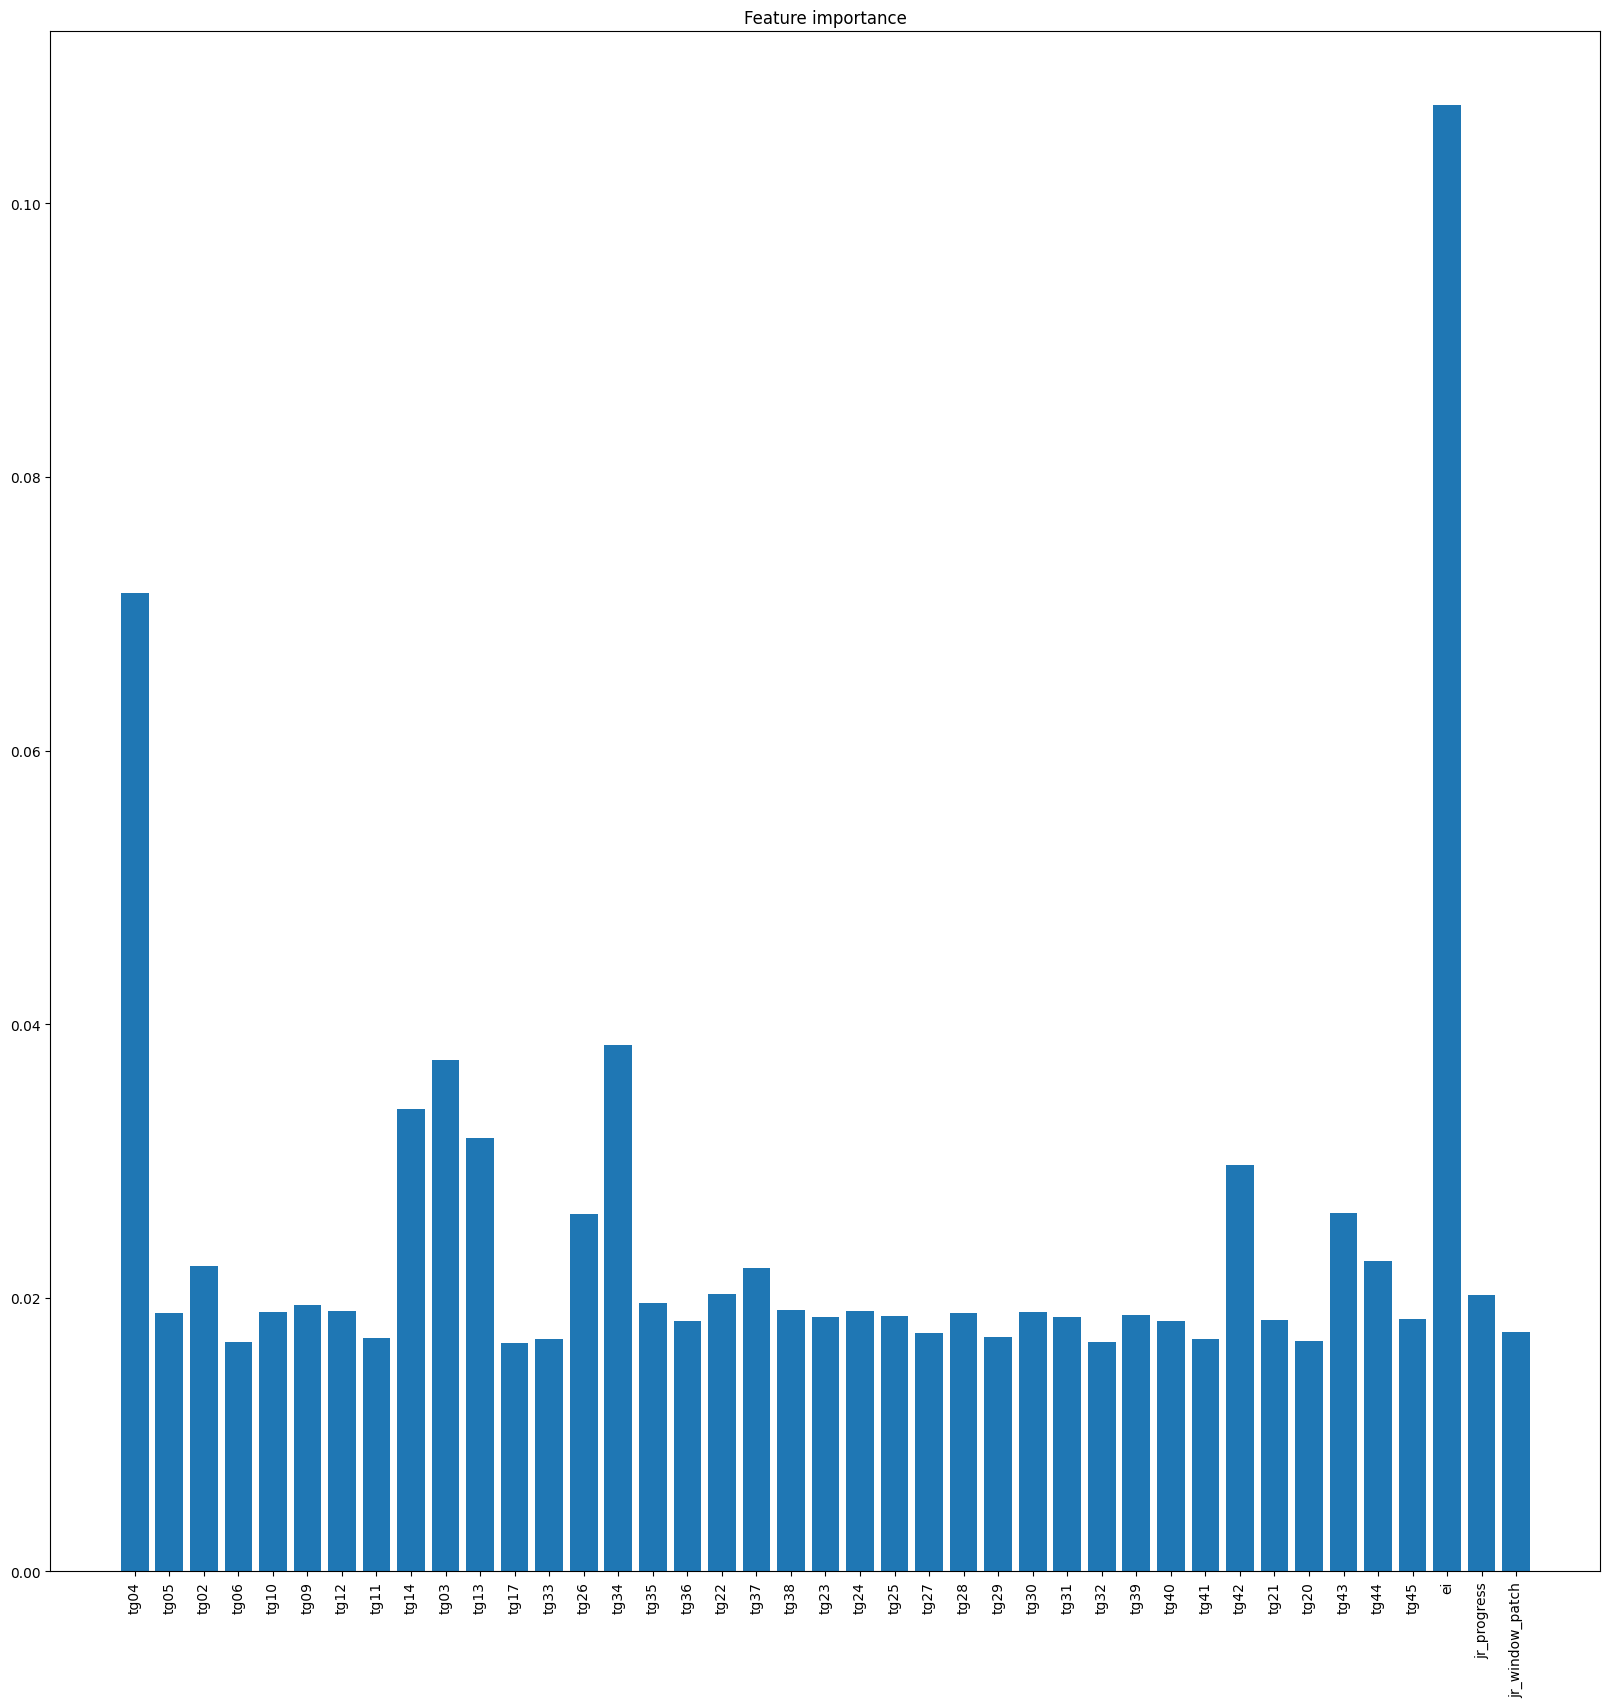 Feature importance
0.10
0.08
0.06
0.04
0.02
0.00
tg04
tg05
tg02
tg06
tg10
tg09
tg12
tg11
tg14
tg03
tg13
tg17
tg33
tg26
tg34
tg35
tg36
tg22
tg37
tg38
tg23
tg24
tg25
tg27
tg28
tg29
tg30
tg31
tg32
tg39
tg40
tg41
tg42
tg21
tg20
tg43
tg44
tg45
ei
jr_progress
jr_window_patch